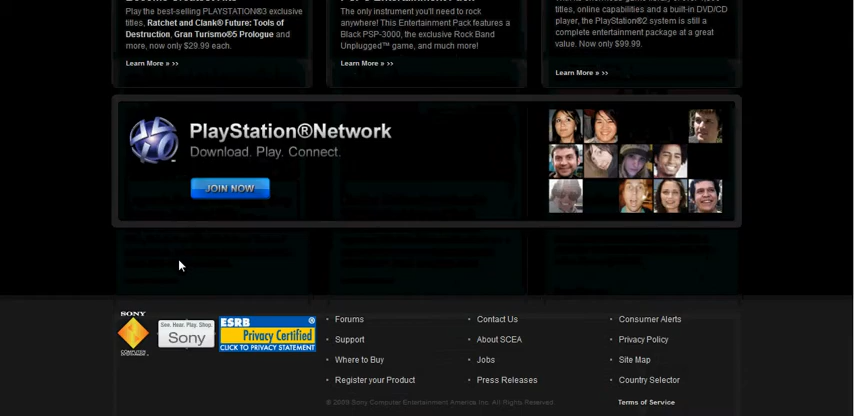 Play the best-selling PLAYSTATION®3 exclusive
titles, Ratchet and Clank® Future: Tools of
Destruction, Gran Turismo®5 Prologue and
more, now only $29.99 each.
Learn More » >>
The only instrument you'll need to rock
anywhere! This Entertainment Pack features a
Black PSP-3000, the exclusive Rock Band
Unplugged™ game, and much more!
Learn More » >>
titles, online capabilities and a built-in DVD/CD
player, the PlayStation®2 system is still a
complete entertainment package at a great
value. Now only $99.99.
Learn More » >>
PlayStation®Network
Download. Play. Connect.
JOIN NOW
SONY
COMPUTER
See. Hear. Play. Shop.
Sony
ESRB
Privacy Certified
CLICK TO PRIVACY STATEMENT
Forums
Support
Where to Buy
Register your Product
Contact Us
About SCEA
Jobs
Press Releases
Consumer Alerts
Privacy Policy
Site Map
Country Selector
© 2009 Sony Computer Entertainment America Inc. All Rights Reserved.
Terms of Service